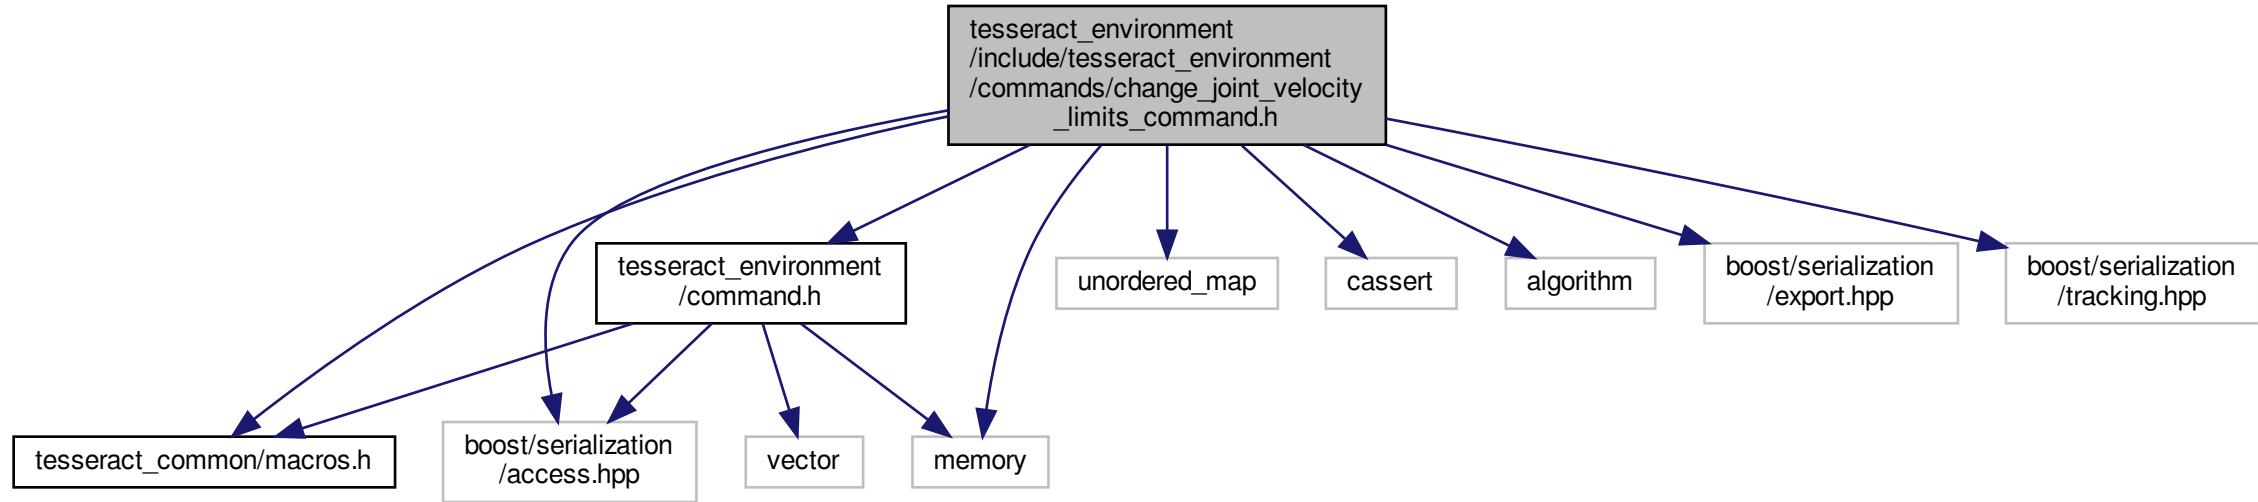 tesseract_environment
/include/tesseract_environment
/commands/change_joint_velocity
_limits_command.h
tesseract_environment
/command.h
unordered_map
cassert
algorithm
boost/serialization
/export.hpp
boost/serialization
/tracking.hpp
tesseract_common/macros.h
boost/serialization
/access.hpp
vector
memory